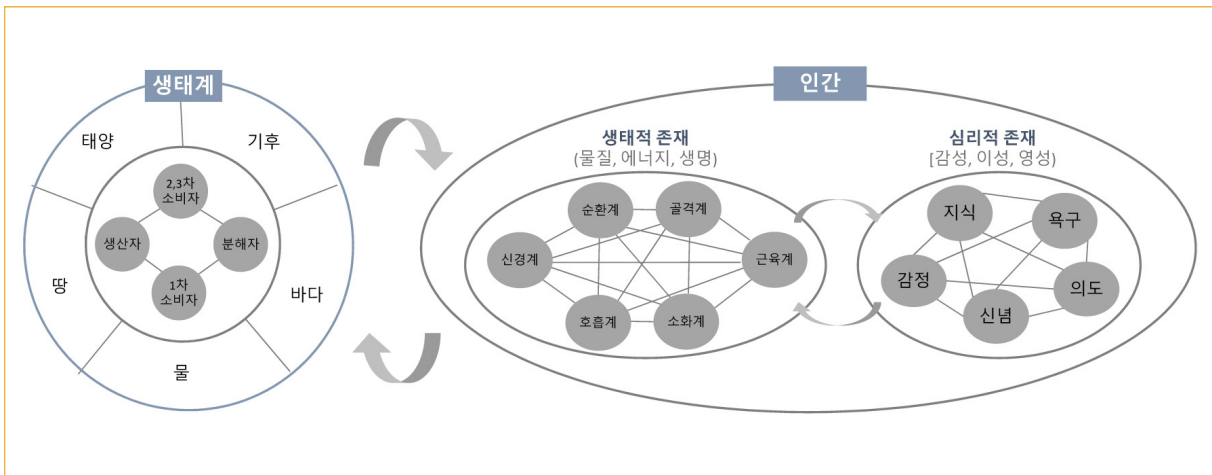 생태계
태양
기후
2,3차
소비자
생산자
분해자
1차
소비자
땅
바다
물
인간
생태적 존재
(물질, 에너지, 생명)
순환계
골격계
신경계
근육계
호흡계
소화계
심리적 존재
[감성, 이성, 영성)
지식
욕구
감정
의도
신념